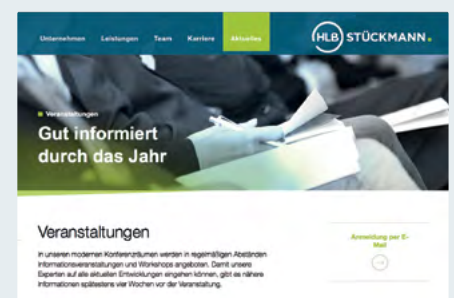 Unternehmen Leistungen Team Karriere Aktuelles
HLB STÜCKMANN.
Veranstaltungen
Gut informiert
durch das Jahr
Veranstaltungen
In unseren modernen Konferenzräumen werden in regelmäßigen Abständen
Informationsveranstaltungen und Workshops angeboten. Damit unsere
Experten auf alle aktuellen Entwicklungen eingehen können, gibt es nähere
Informationen spätestens vier Wochen vor der Veranstaltung.
Anmeldung per E-
Mail